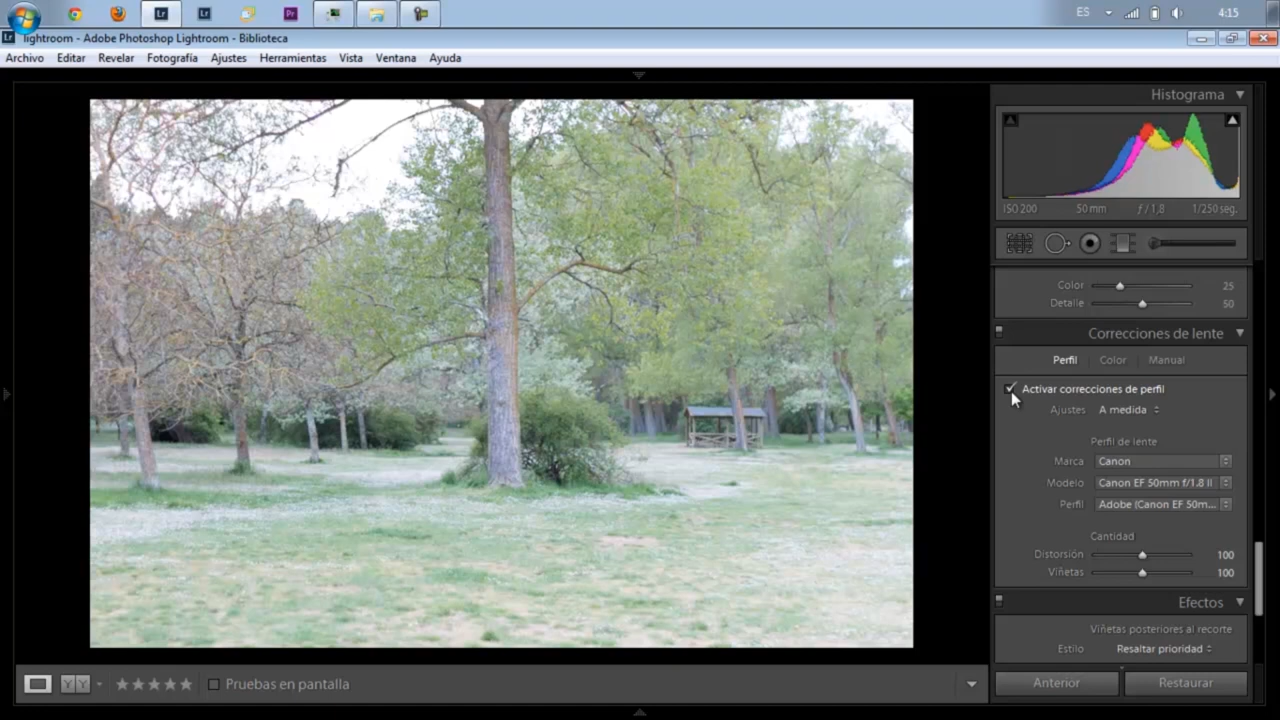 ES
4:15
lightroom - Adobe Photoshop Lightroom - Biblioteca
Archivo Editar Revelar Fotografía Ajustes Herramientas Vista Ventana Ayuda
Histograma
ISO 200 50 mm ƒ / 1,8 1/250 seg.
Color 25
Detalle 50
Correcciones de lente
Perfil Color Manual
Activar correcciones de perfil
Ajustes A medida
Perfil de lente
Marca Canon
Modelo Canon EF 50mm f/1.8 II
Perfil Adobe (Canon EF 50m...
Cantidad
Distorsión 100
Viñetas 100
Efectos
Viñetas posteriores al recorte
Estilo Resaltar prioridad
Pruebas en pantalla
Anterior Restaurar